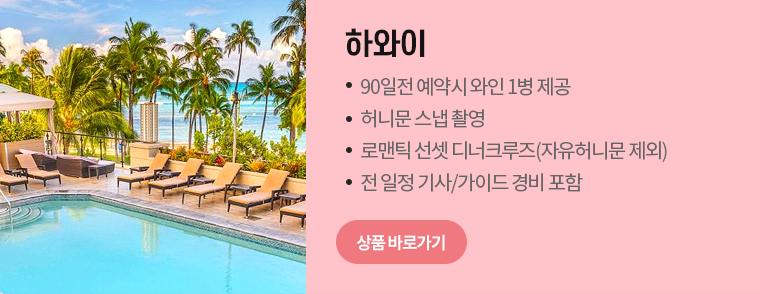 하와이
• 90일전 예약시 와인 1병 제공
• 허니문 스냅 촬영
• 로맨틱 선셋 디너크루즈(자유허니문 제외)
• 전 일정 기사/가이드 경비 포함
상품 바로가기